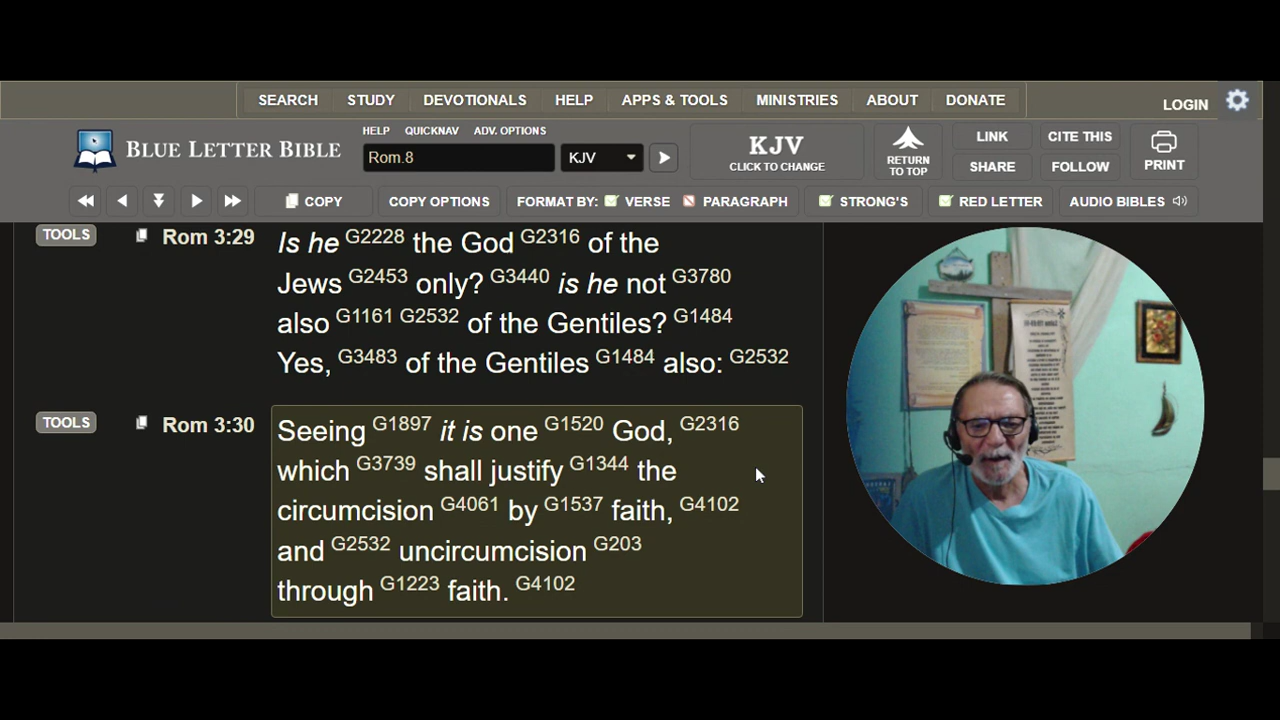 SEARCH STUDY DEVOTIONALS HELP APPS & TOOLS MINISTRIES ABOUT DONATE LOGIN
HELP QUICKNAV ADV. OPTIONS
BLUE LETTER BIBLE
Rom.8 KJV
KJV
CLICK TO CHANGE
RETURN
TO TOP
LINK CITE THIS
SHARE FOLLOW
PRINT
COPY COPY OPTIONS FORMAT BY: VERSE PARAGRAPH STRONG'S RED LETTER AUDIO BIBLES
TOOLS Rom 3:29 Is he G2228 the God G2316 of the
Jews G2453 only? G3440 is he not G3780
also G1161 G2532 of the Gentiles? G1484
Yes, G3483 of the Gentiles G1484 also: G2532
TOOLS Rom 3:30 Seeing G1897 it is one G1520 God, G2316
which G3739 shall justify G1344 the
circumcision G4061 by G1537 faith, G4102
and G2532 uncircumcision G203
through G1223 faith. G4102